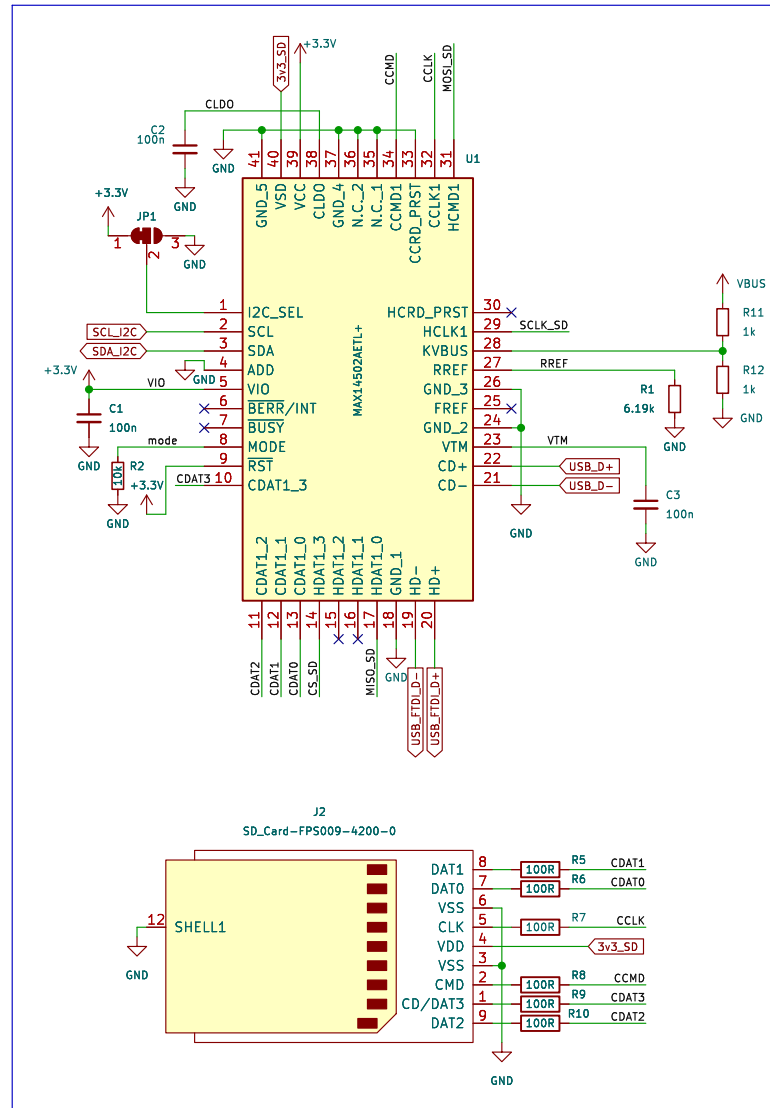 3v3_SD
+3.3V
CCMD
CCLK
MOSI_SD
CLDO
C2
100n
GND
GND
41 40 39 38 37 36 35 34 33 32 31
U1
GND_5 VSD VCC CLDO GND_4 N.C._2 N.C._1 CCMD1 CCRD_PRST CCLK1 HCMD1
+3.3V
JP1
1 2 3
GND
1 I2C_SEL
SCL_I2C 2 SCL
SDA_I2C 3 SDA
GND 4 ADD
+3.3V
VIO 5 VIO
C1
100n
GND
6 BERR/INT
7 BUSY
mode 8 MODE
R2
10k
GND
+3.3V
9 RST
CDAT3 10 CDAT1_3
MAX14502AETL+
HCRD_PRST 30
HCLK1 29 SCLK_SD
KVBUS 28
RREF 27 RREF
GND_3 26
FREF 25
GND_2 24
VTM 23 VTM
CD+ 22 USB_D+
CD- 21 USB_D-
GND
VBUS
R11
1k
R12
1k
GND
R1
6.19k
GND
C3
100n
GND
CDAT1_2 CDAT1_1 CDAT1_0 HDAT1_3 HDAT1_2 HDAT1_1 HDAT1_0 GND_1 HD- HD+
11 12 13 14 15 16 17 18 19 20
CDAT2 CDAT1 CDAT0 CS_SD MISO_SD GND USB_FTDI_D- USB_FTDI_D+
J2
SD_Card-FPS009-4200-0
12 SHELL1
GND
DAT1 8 100R R5 CDAT1
DAT0 7 100R R6 CDAT0
VSS 6
CLK 5 100R R7 CCLK
VDD 4 3v3_SD
VSS 3
CMD 2 100R R8 CCMD
CD/DAT3 1 100R R9 CDAT3
DAT2 9 100R R10 CDAT2
GND